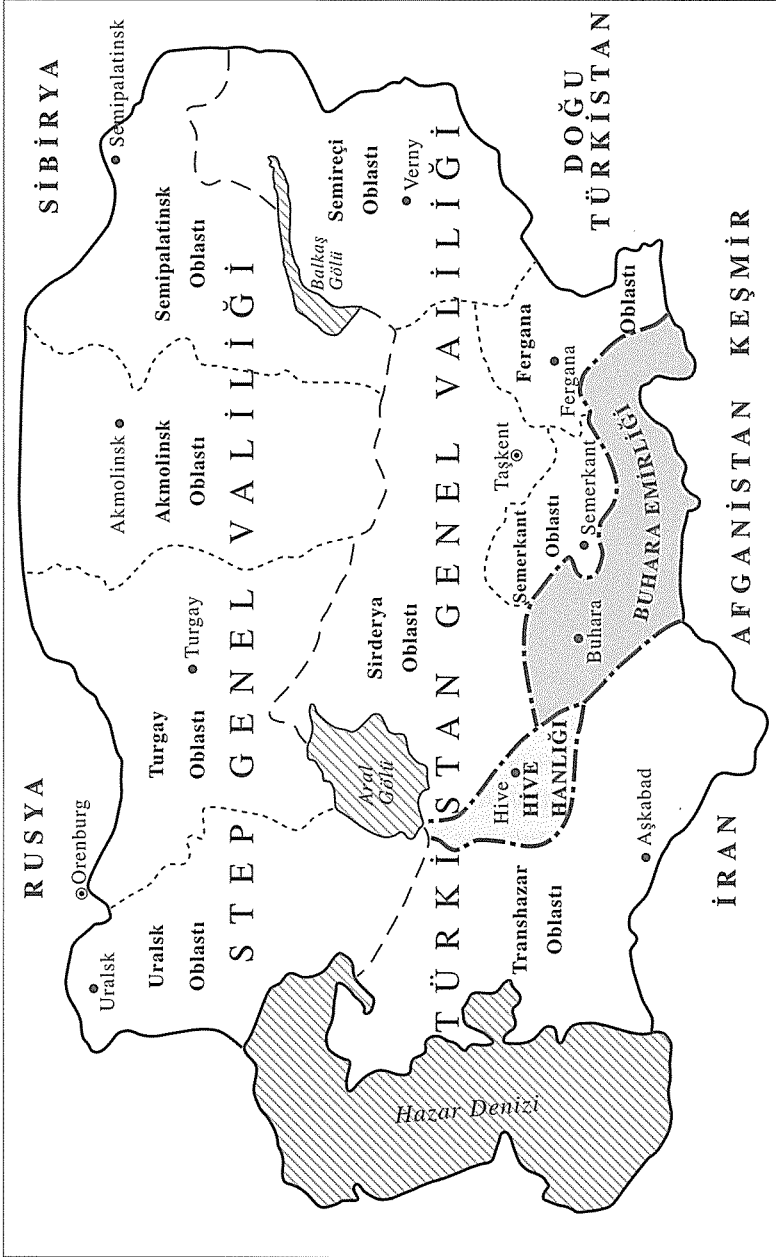 RUSYA
SİBİRYA
Orenburg
Semipalatinsk
Uralsk
Akmolinsk
Uralsk
Oblastı
Turgay
Oblastı
Turgay
Akmolinsk
Oblastı
Semipalatinsk
Oblastı
STEP GENEL VALİLİĞİ
Balkaş
Gölü
Semireçi
Oblastı
Aral
Gölü
Sirderya
Oblastı
Verny
TÜRKİSTAN GENEL VALİLİĞİ
Hazar Denizi
Transhazar
Oblastı
Hive
HİVE
HANLIĞI
Taşkent
Semerkant
Oblastı
Semerkant
Fergana
Fergana
Oblastı
Buhara
BUHARA EMİRLİĞİ
DOĞU
TÜRKİSTAN
Aşkabad
İRAN
AFGANİSTAN
KEŞMİR